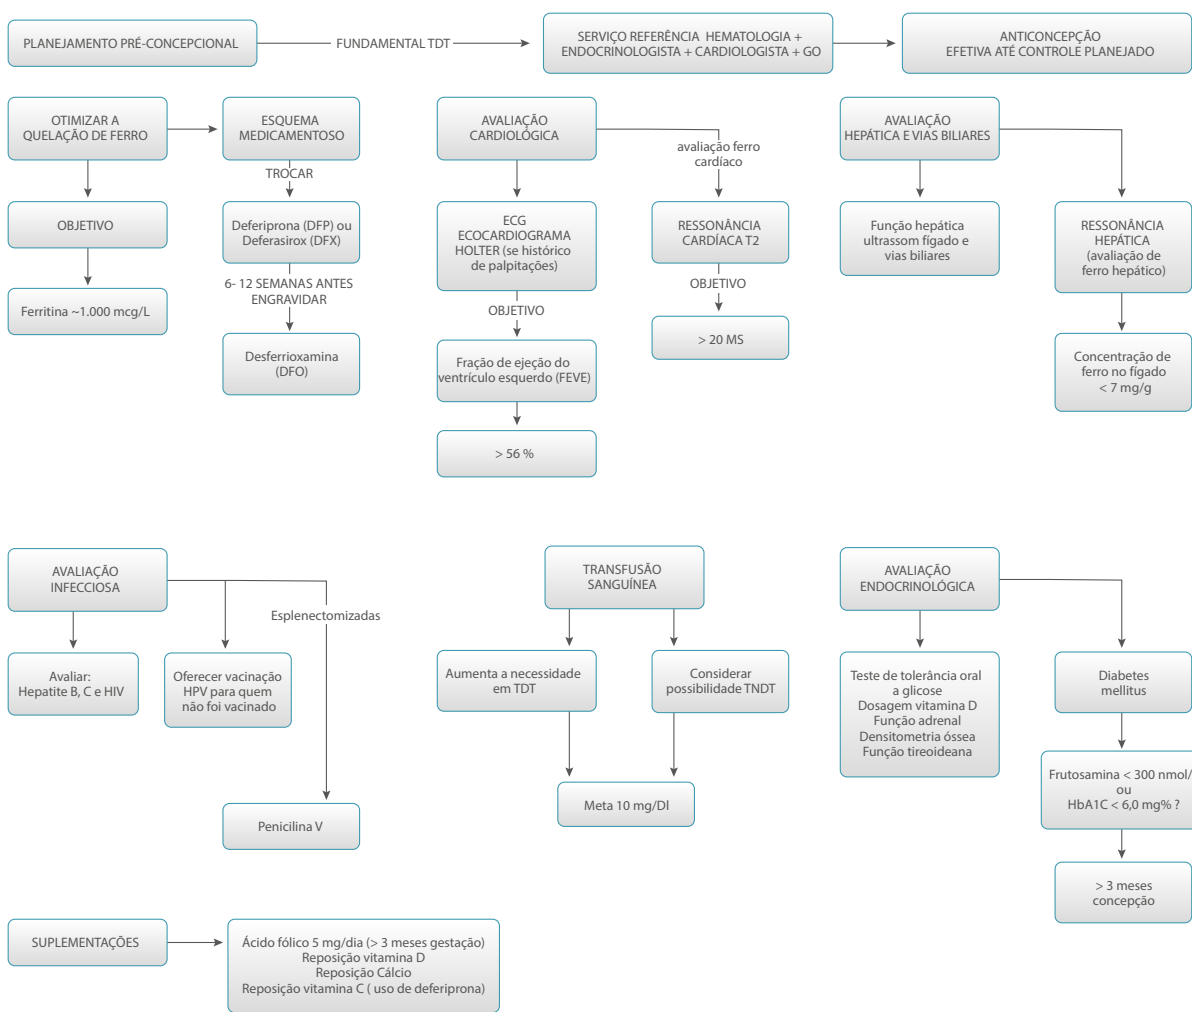 PLANEJAMENTO PRÉ-CONCEPCIONAL
FUNDAMENTAL TDT
SERVIÇO REFERÊNCIA HEMATOLOGIA +
ENDOCRINOLOGISTA + CARDIOLOGISTA + GO
ANTICONCEPÇÃO
EFETIVA ATÉ CONTROLE PLANEJADO
OTIMIZAR A
QUELAÇÃO DE FERRO
ESQUEMA
MEDICAMENTOSO
OBJETIVO
Ferritina ~1.000 mcg/L
TROCAR
Deferiprona (DFP) ou
Deferasirox (DFX)
6- 12 SEMANAS ANTES
ENGRAVIDAR
Desferrioxamina
(DFO)
AVALIAÇÃO
CARDIOLÓGICA
ECG
ECOCARDIOGRAMA
HOLTER (se histórico
de palpitações)
OBJETIVO
Fração de ejeção do
ventrículo esquerdo (FEVE)
> 56 %
avaliação ferro
cardíaco
RESSONÂNCIA
CARDÍACA T2
OBJETIVO
> 20 MS
AVALIAÇÃO
HEPÁTICA E VIAS BILIARES
Função hepática
ultrassom fígado e
vias biliares
RESSONÂNCIA
HEPÁTICA
(avaliação de
ferro hepático)
Concentração de
ferro no fígado
< 7 mg/g
AVALIAÇÃO
INFECCIOSA
Avaliar:
Hepatite B, C e HIV
Oferecer vacinação
HPV para quem
não foi vacinado
Esplenectomizadas
Penicilina V
TRANSFUSÃO
SANGUÍNEA
Aumenta a necessidade
em TDT
Considerar
possibilidade TNDT
Meta 10 mg/Dl
AVALIAÇÃO
ENDOCRINOLÓGICA
Teste de tolerância oral
a glicose
Dosagem vitamina D
Função adrenal
Densitometria óssea
Função tireoideana
Diabetes
mellitus
Frutosamina < 300 nmol/
ou
HbA1C < 6,0 mg% ?
> 3 meses
concepção
SUPLEMENTAÇÕES
Ácido fólico 5 mg/dia (> 3 meses gestação)
Reposição vitamina D
Reposição Cálcio
Reposição vitamina C ( uso de deferiprona)